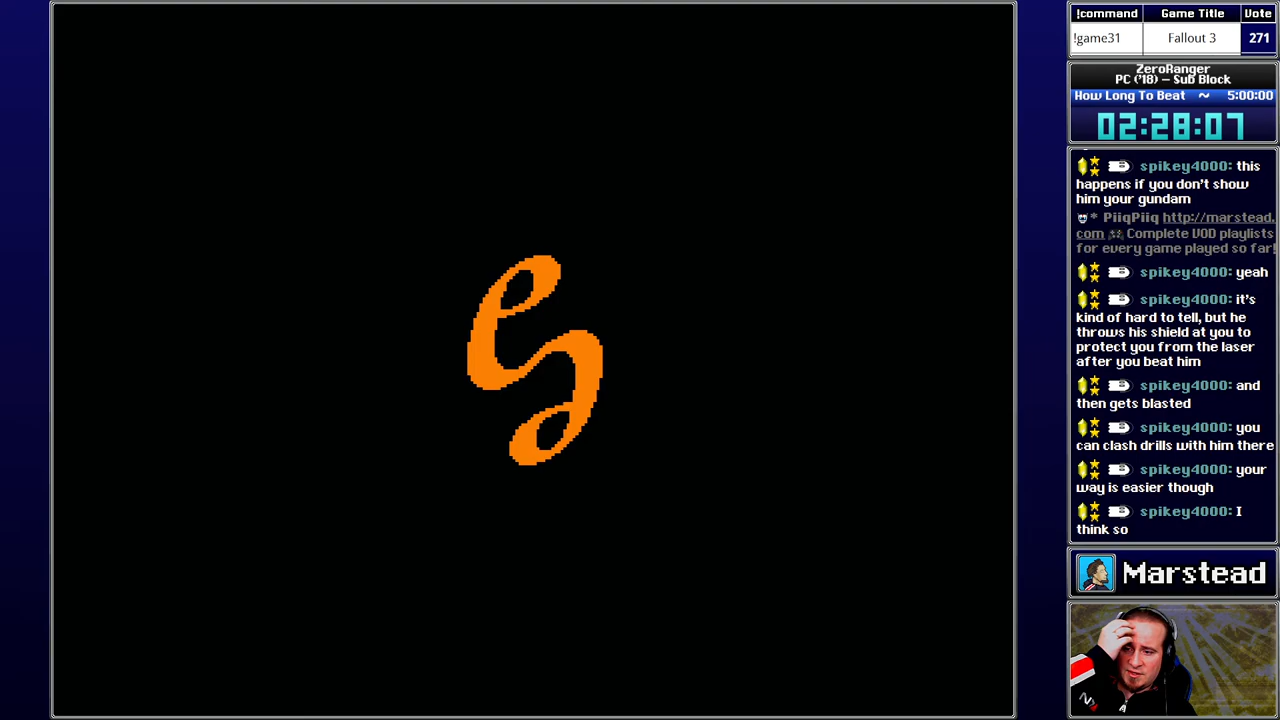 !command Game Title Vote
!game31 Fallout 3 271
ZeroRanger
PC ('18) – Sub Block
How Long To Beat ~ 5:00:00
02:28:07
spikey4000: this
happens if you don't show
him your gundam
* PiiqPiiq http://marstead.
com Complete VOD playlists
for every game played so far!
spikey4000: yeah
spikey4000: it's
kind of hard to tell, but he
throws his shield at you to
protect you from the laser
after you beat him
spikey4000: and
then gets blasted
spikey4000: you
can clash drills with him there
spikey4000: your
way is easier though
spikey4000: I
think so
Marstead